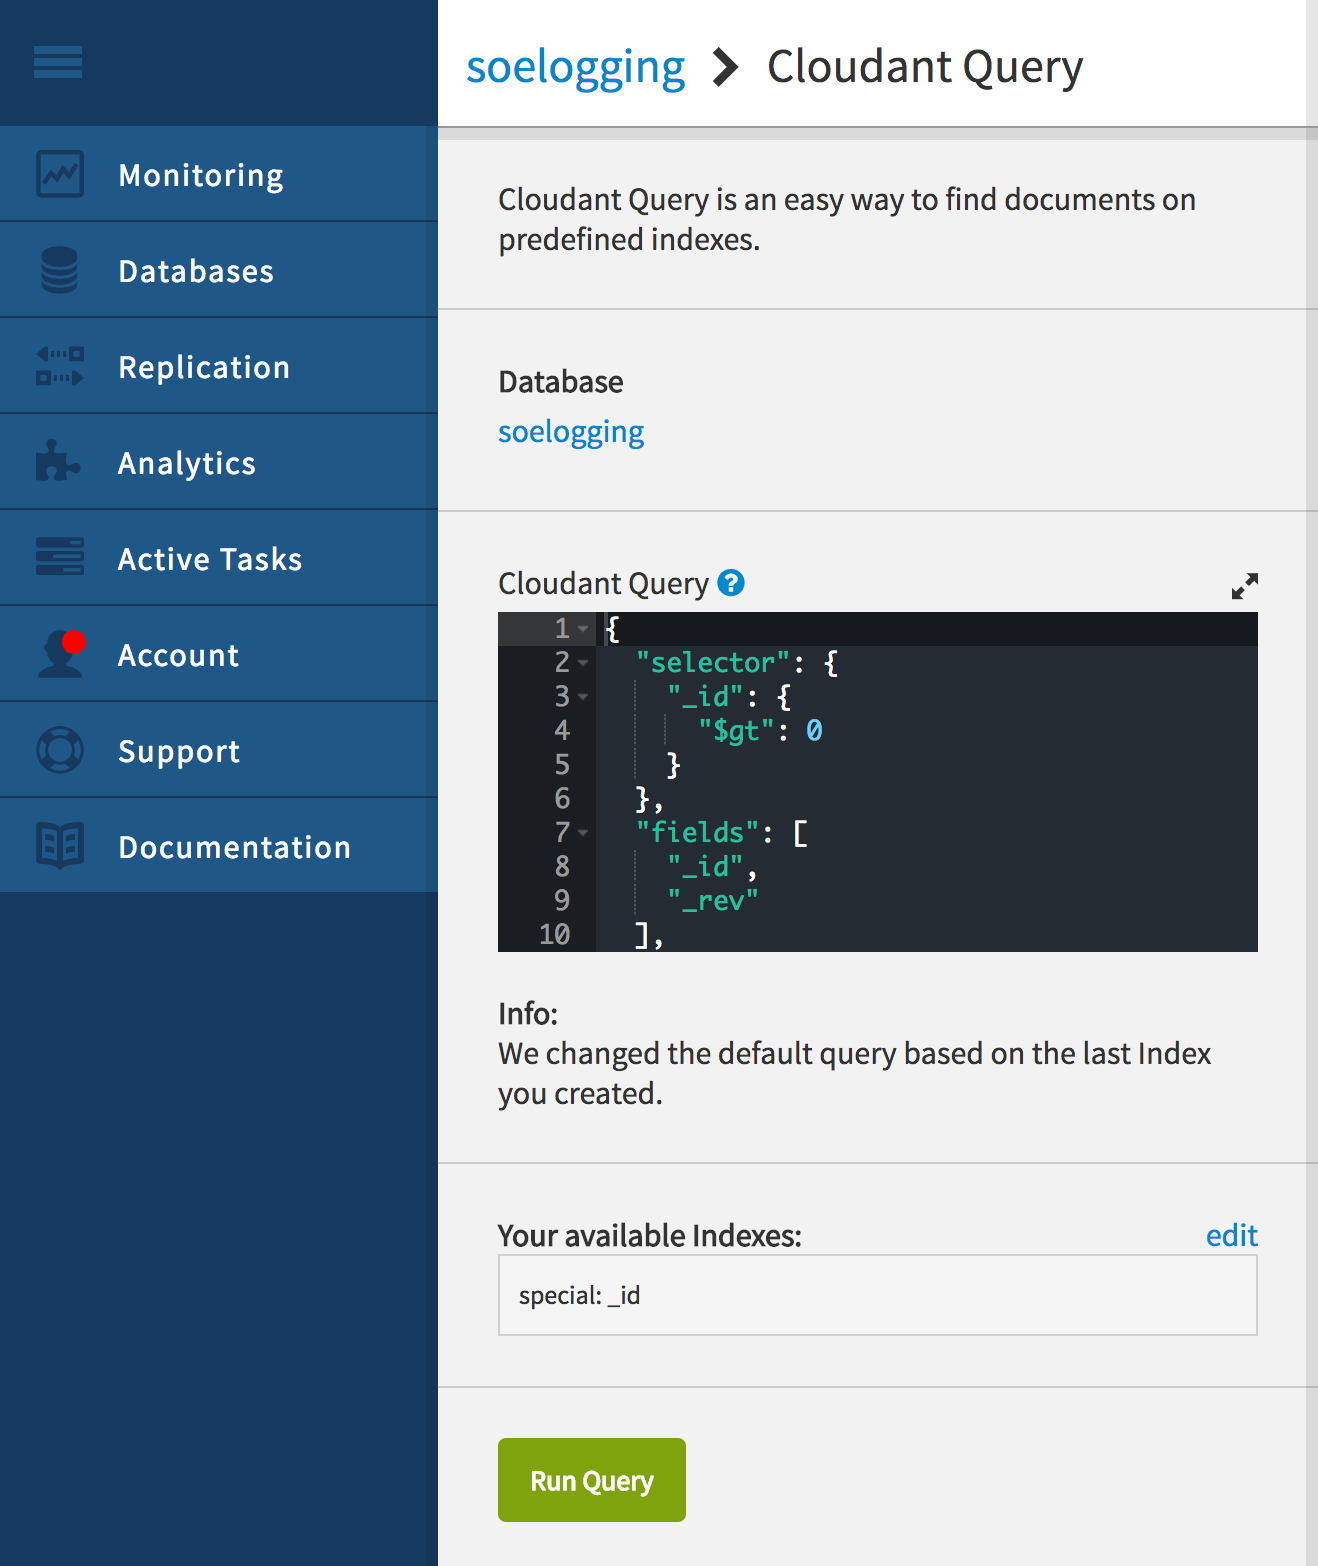 soelogging > Cloudant Query
Monitoring
Databases
Replication
Analytics
Active Tasks
Account
Support
Documentation
Cloudant Query is an easy way to find documents on
predefined indexes.
Database
soelogging
Cloudant Query ?
1 {
2 "selector": {
3 "_id": {
4 "$gt": 0
5 }
6 },
7 "fields": [
8 "_id",
9 "_rev"
10 ],
Info:
We changed the default query based on the last Index
you created.
Your available Indexes: edit
special: _id
Run Query